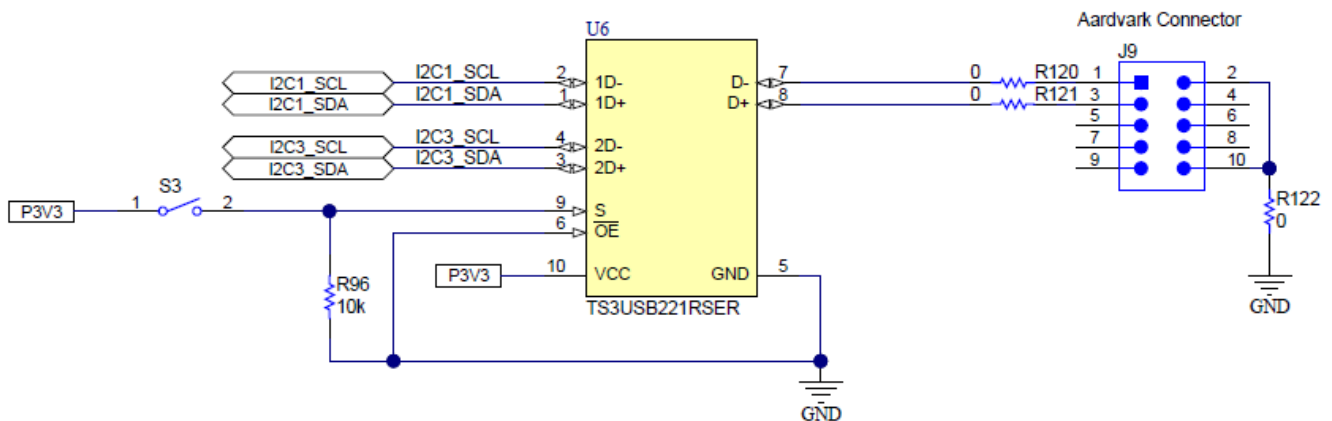 Aardvark Connector
U6
J9
I2C1_SCL I2C1_SCL 2 1D- D- 7 0 R120 1 2
I2C1_SDA I2C1_SDA 1 1D+ D+ 8 0 R121 3 4
5 6
I2C3_SCL I2C3_SCL 4 2D- 7 8
I2C3_SDA I2C3_SDA 3 2D+ 9 10
S3
P3V3 1 2 9 S
6 OE
R122
0
P3V3 10 VCC GND 5
R96
10k
TS3USB221RSER
GND
GND